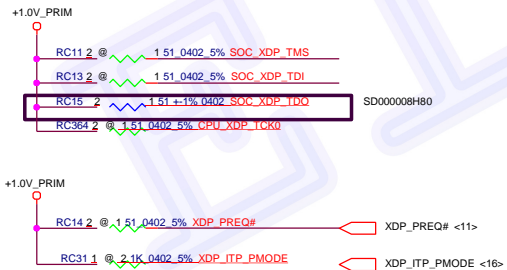 +1.0V_PRIM
RC11 2 @ 1 51_0402_5% SOC_XDP_TMS
RC13 2 @ 1 51_0402_5% SOC_XDP_TDI
RC15 2 1 51 +-1% 0402 SOC_XDP_TDO SD000008H80
RC364 2 @ 1 51_0402_5% CPU_XDP_TCK0
+1.0V_PRIM
RC14 2 @ 1 51_0402_5% XDP_PREQ# XDP_PREQ# <11>
RC31 1 @ 2 1K_0402_5% XDP_ITP_PMODE XDP_ITP_PMODE <16>